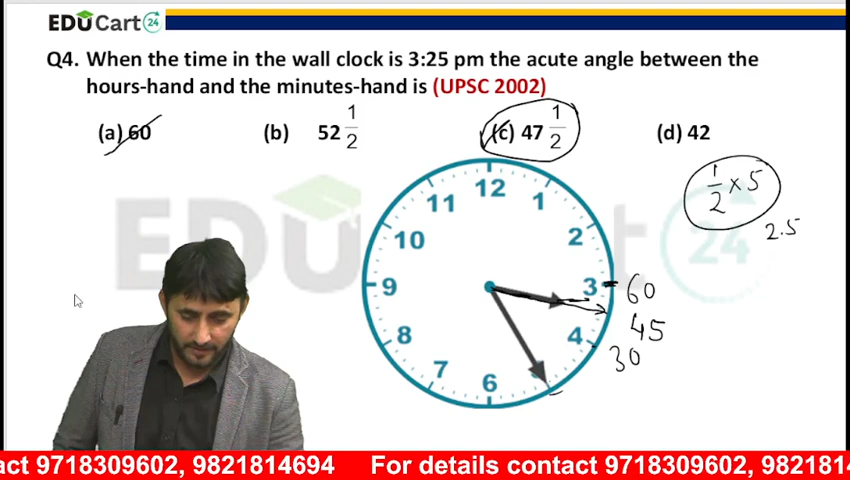 EDUCart24
Q4. When the time in the wall clock is 3:25 pm the acute angle between the
hours-hand and the minutes-hand is (UPSC 2002)
(a) 60 (b) 52 1/2 (c) 47 1/2 (d) 42
1/2 × 5
2.5
12
11 1
10 2
9 3 60
45
8 4 30
7 6
EDUCart24
act 9718309602, 9821814694 For details contact 9718309602, 9821814